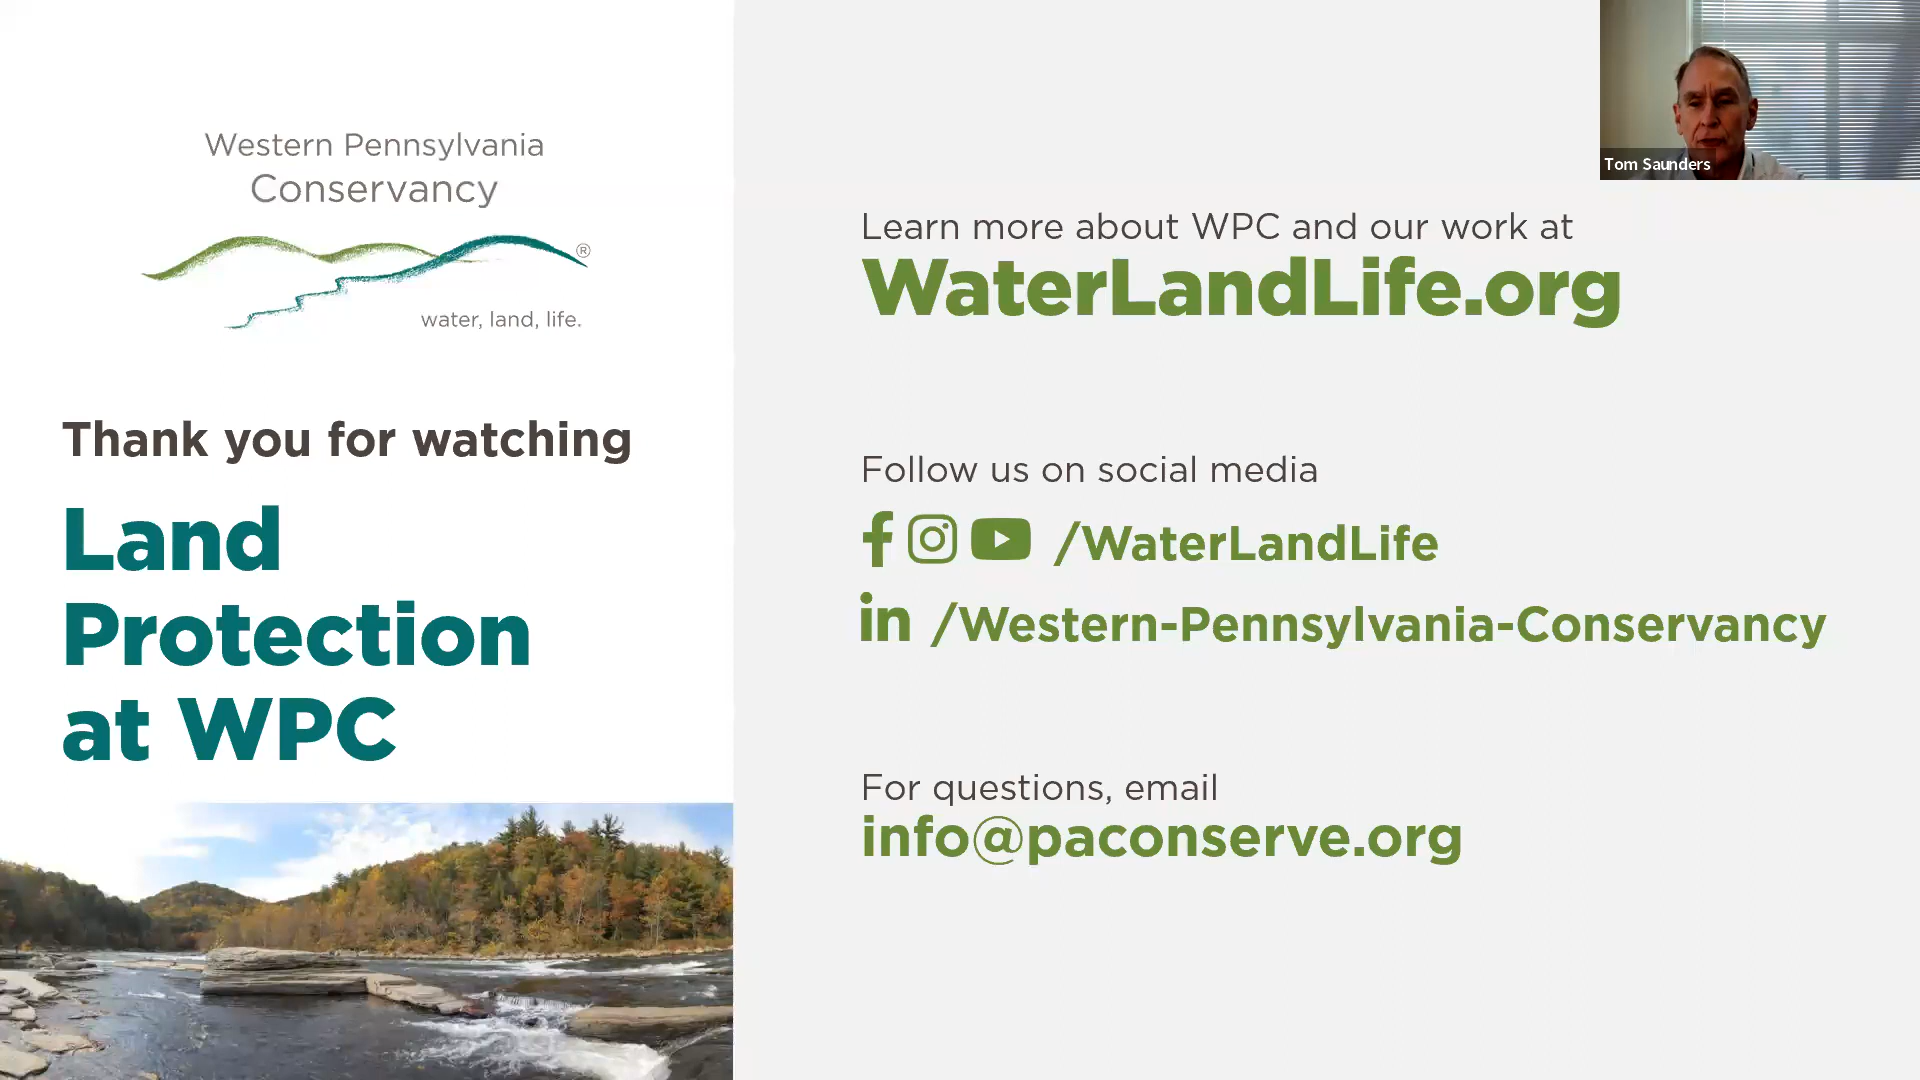 Western Pennsylvania
Conservancy
®
water, land, life.
Thank you for watching
Land
Protection
at WPC
Tom Saunders
Learn more about WPC and our work at
WaterLandLife.org
Follow us on social media
/WaterLandLife
in /Western-Pennsylvania-Conservancy
For questions, email
info@paconserve.org